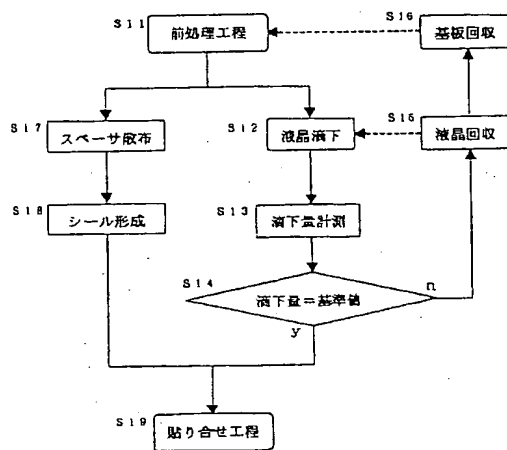 S11
前処理工程
S16
基板回収
S17
スペーサ散布
S12
液晶滴下
S15
液晶回収
S18
シール形成
S13
滴下量計測
S14
滴下量=基準値
n
y
S19
貼り合せ工程